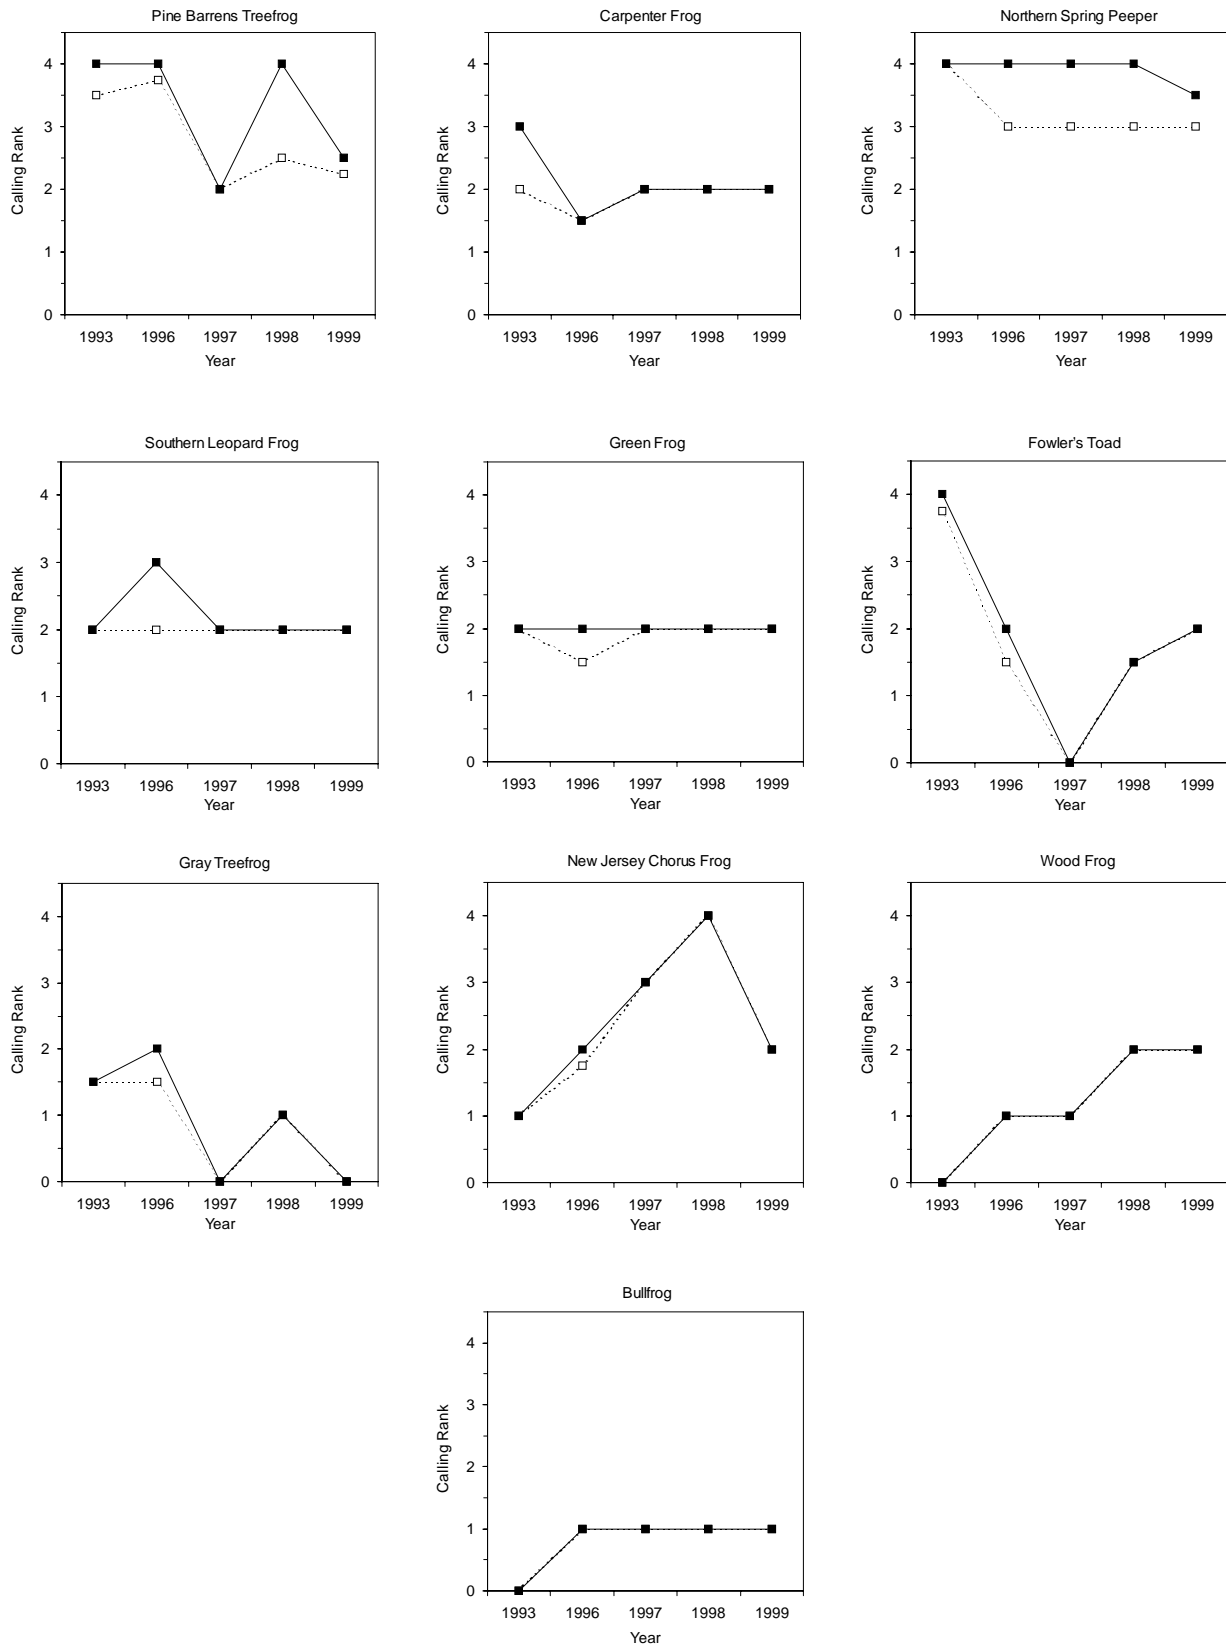 Pine Barrens Treefrog
4
3
2
1
0
Calling Rank
1993 1996 1997 1998 1999
Year
Carpenter Frog
4
3
2
1
0
Calling Rank
1993 1996 1997 1998 1999
Year
Northern Spring Peeper
4
3
2
1
0
Calling Rank
1993 1996 1997 1998 1999
Year
Southern Leopard Frog
4
3
2
1
0
Calling Rank
1993 1996 1997 1998 1999
Year
Green Frog
4
3
2
1
0
Calling Rank
1993 1996 1997 1998 1999
Year
Fowler's Toad
4
3
2
1
0
Calling Rank
1993 1996 1997 1998 1999
Year
Gray Treefrog
4
3
2
1
0
Calling Rank
1993 1996 1997 1998 1999
Year
New Jersey Chorus Frog
4
3
2
1
0
Calling Rank
1993 1996 1997 1998 1999
Year
Wood Frog
4
3
2
1
0
Calling Rank
1993 1996 1997 1998 1999
Year
Bullfrog
4
3
2
1
0
Calling Rank
1993 1996 1997 1998 1999
Year